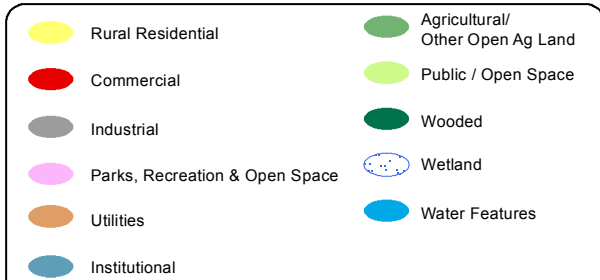 Rural Residential
Commercial
Industrial
Parks, Recreation & Open Space
Utilities
Institutional
Agricultural/
Other Open Ag Land
Public / Open Space
Wooded
Wetland
Water Features